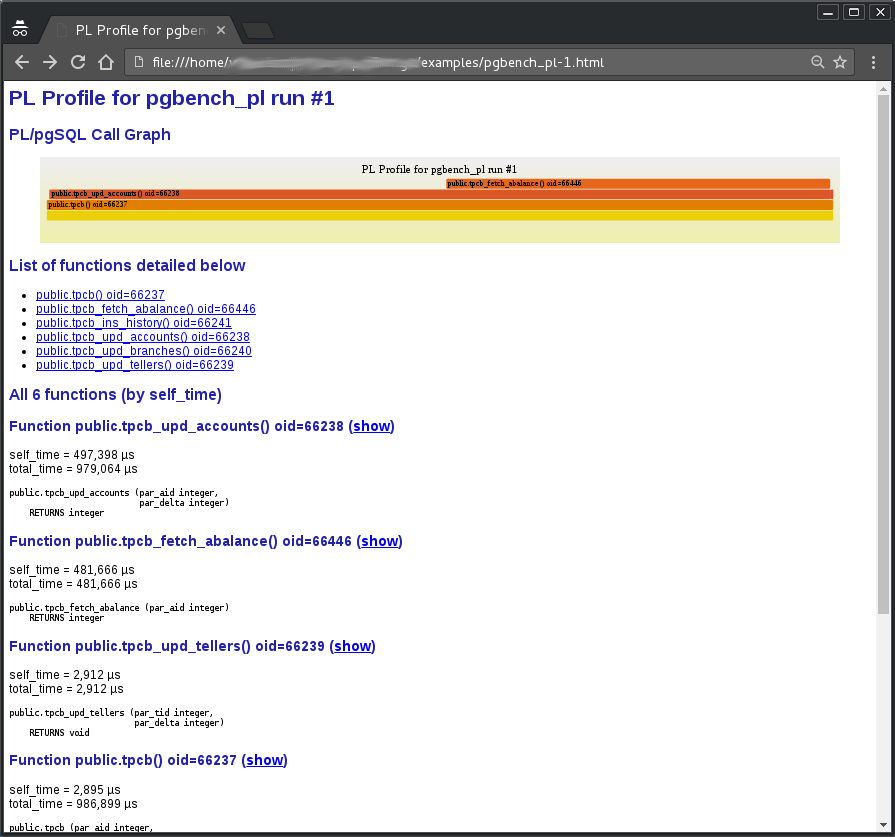 PL Profile for pgben
file:///home/ /examples/pgbench_pl-1.html
PL Profile for pgbench_pl run #1
PL/pgSQL Call Graph
PL Profile for pgbench_pl run #1
public.tpcb_fetch_abalance() oid=66446
public.tpcb_upd_accounts() oid=66238
public.tpcb() oid=66237
List of functions detailed below
public.tpcb() oid=66237
public.tpcb_fetch_abalance() oid=66446
public.tpcb_ins_history() oid=66241
public.tpcb_upd_accounts() oid=66238
public.tpcb_upd_branches() oid=66240
public.tpcb_upd_tellers() oid=66239
All 6 functions (by self_time)
Function public.tpcb_upd_accounts() oid=66238 (show)
self_time = 497,398 µs
total_time = 979,064 µs
public.tpcb_upd_accounts (par_aid integer,
par_delta integer)
RETURNS integer
Function public.tpcb_fetch_abalance() oid=66446 (show)
self_time = 481,666 µs
total_time = 481,666 µs
public.tpcb_fetch_abalance (par_aid integer)
RETURNS integer
Function public.tpcb_upd_tellers() oid=66239 (show)
self_time = 2,912 µs
total_time = 2,912 µs
public.tpcb_upd_tellers (par_tid integer,
par_delta integer)
RETURNS void
Function public.tpcb() oid=66237 (show)
self_time = 2,895 µs
total_time = 986,899 µs
public.tpcb (par_aid integer,